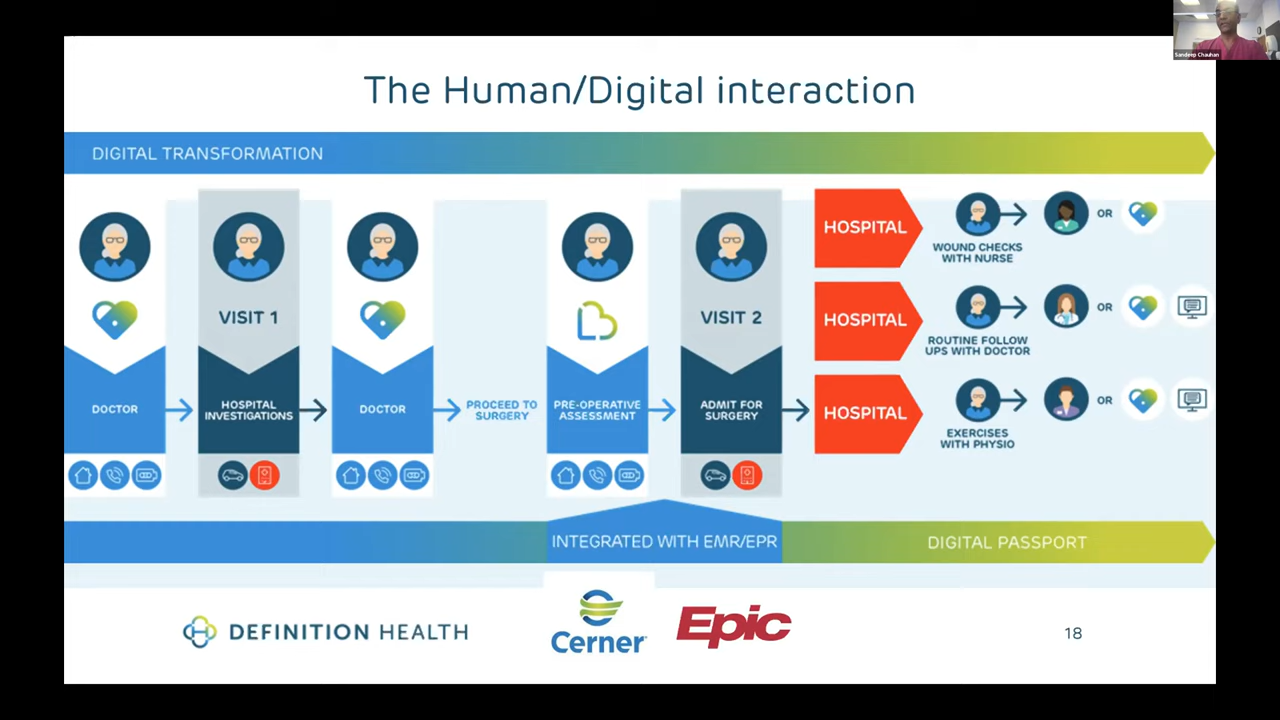 Sandeep Chauhan
The Human/Digital interaction
DIGITAL TRANSFORMATION
VISIT 1
VISIT 2
DOCTOR
HOSPITAL
INVESTIGATIONS
DOCTOR
PROCEED TO
SURGERY
PRE-OPERATIVE
ASSESSMENT
ADMIT FOR
SURGERY
HOSPITAL
OR
WOUND CHECKS
WITH NURSE
HOSPITAL
OR
ROUTINE FOLLOW
UPS WITH DOCTOR
HOSPITAL
OR
EXERCISES
WITH PHYSIO
INTEGRATED WITH EMR/EPR
DIGITAL PASSPORT
DEFINITION HEALTH
Cerner
Epic
18